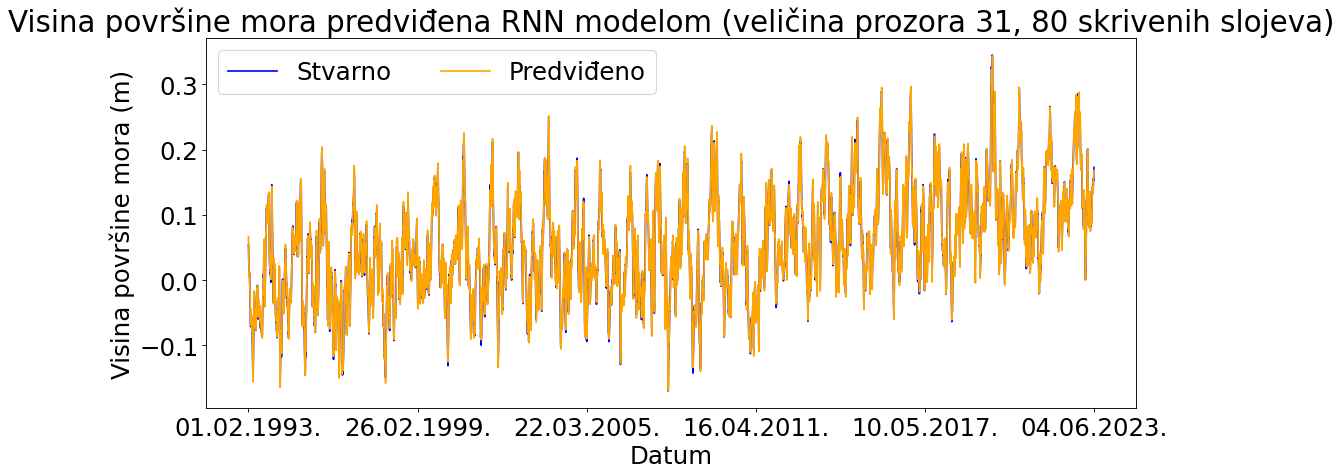 Visina površine mora predviđena RNN modelom (veličina prozora 31, 80 skrivenih slojeva)
Stvarno Predviđeno
Visina površine mora (m)
0.3
0.2
0.1
0.0
−0.1
01.02.1993. 26.02.1999. 22.03.2005. 16.04.2011. 10.05.2017. 04.06.2023.
Datum